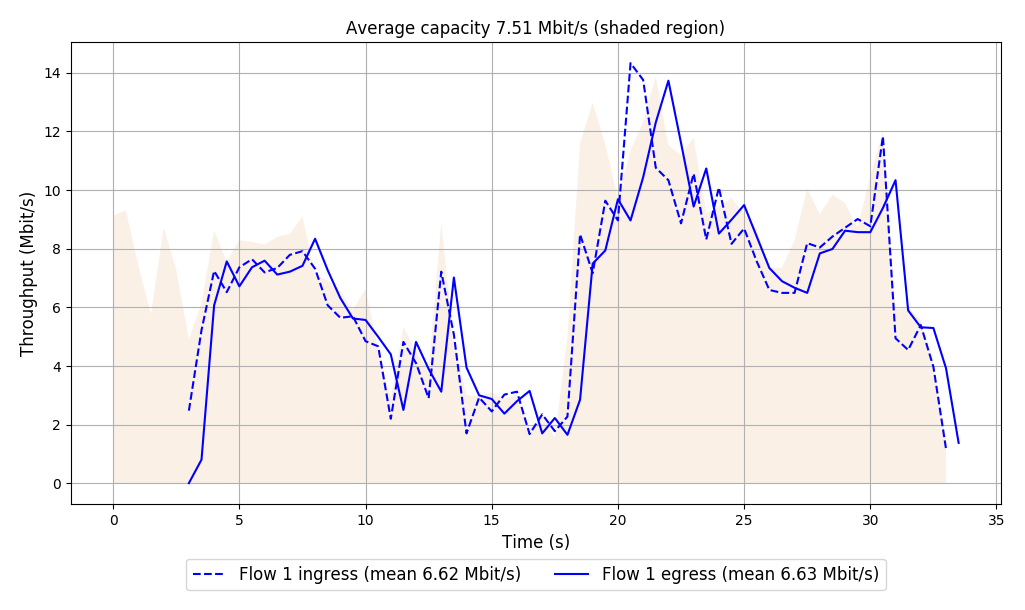 Average capacity 7.51 Mbit/s (shaded region)
Throughput (Mbit/s)
14
12
10
8
6
4
2
0
0 5 10 15 20 25 30 35
Time (s)
Flow 1 ingress (mean 6.62 Mbit/s) Flow 1 egress (mean 6.63 Mbit/s)